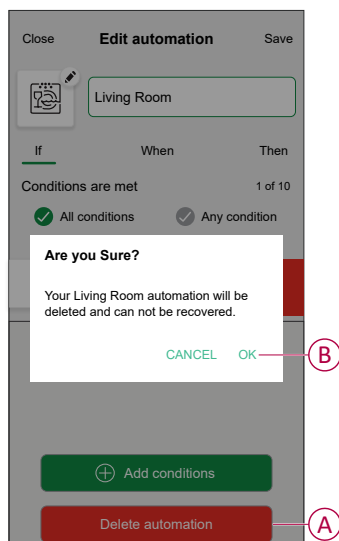 Close Edit automation Save
Living Room
If When Then
Conditions are met 1 of 10
All conditions Any condition
Are you Sure?
Your Living Room automation will be
deleted and can not be recovered.
CANCEL OK B
Add conditions
Delete automation A